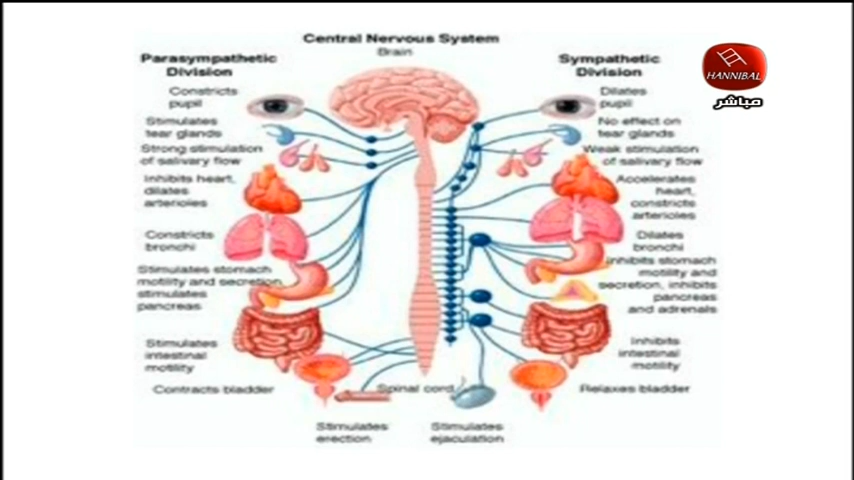 Central Nervous System
Brain
Parasympathetic
Division
Constricts
pupil
Stimulates
tear glands
Strong stimulation
of salivary flow
Inhibits heart,
dilates
arterioles
Constricts
bronchi
Stimulates stomach
motility and secretion,
stimulates
pancreas
Stimulates
intestinal
motility
Contracts bladder
Stimulates
erection
Spinal cord
Stimulates
ejaculation
Sympathetic
Division
Dilates
pupil
No effect on
tear glands
Weak stimulation
of salivary flow
Accelerates
heart,
constricts
arterioles
Dilates
bronchi
Inhibits stomach
motility and
secretion, inhibits
pancreas
and adrenals
Inhibits
intestinal
motility
Relaxes bladder
HANNIBAL
مباشر